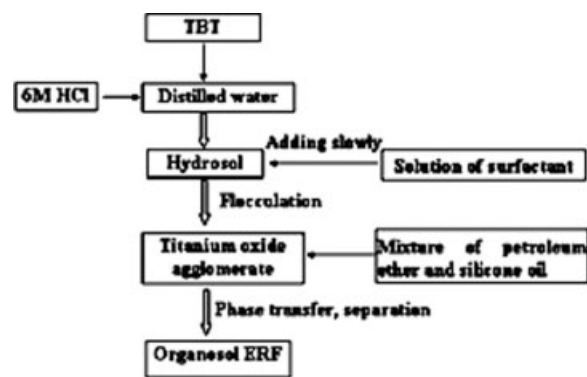 TBT
6M HCl
Distilled water
Adding slowly
Hydrosol
Solution of surfectant
Flocculation
Titanium oxide
agglomerate
Mixture of petroleum
ether and silicone oil
Phase transfer, separation
Organosol ERF